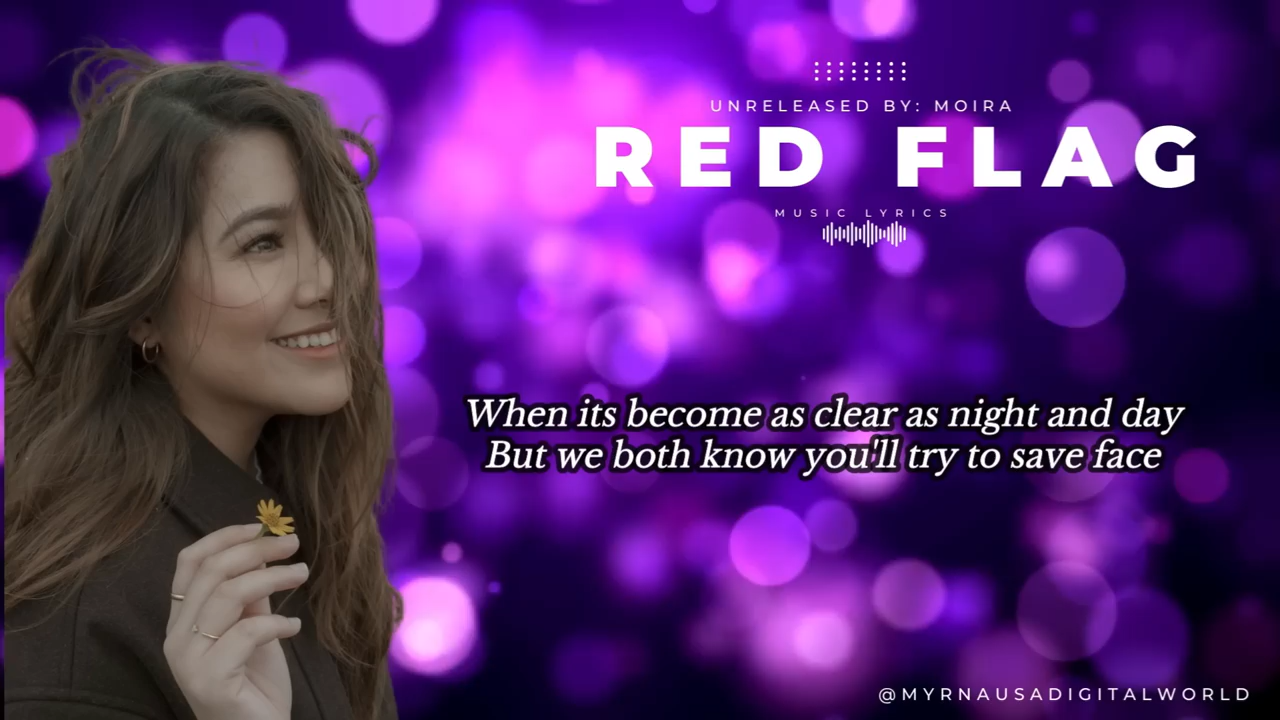 UNRELEASED BY: MOIRA
RED FLAG
MUSIC LYRICS
When its become as clear as night and day
But we both know you'll try to save face
@MYRNAUSADIGITALWORLD